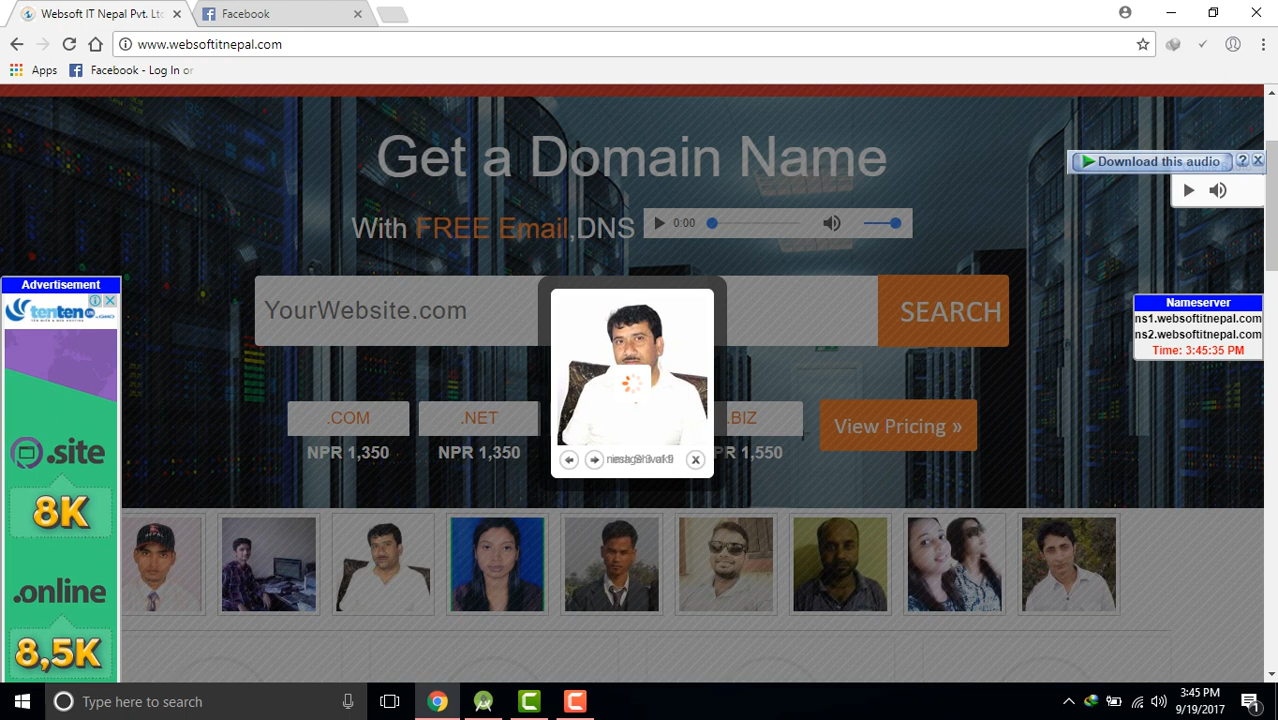 Websoft IT Nepal Pvt. Ltd
Facebook
www.websoftitnepal.com
Apps
Facebook - Log In or
Get a Domain Name
With FREE Email,DNS
0:00
Download this audio
?
Advertisement
tenten
YourWebsite.com
SEARCH
Nameserver
ns1.websoftitnepal.com
ns2.websoftitnepal.com
Time: 3:45:35 PM
.COM
.NET
.BIZ
View Pricing »
NPR 1,350
NPR 1,350
PR 1,550
.site
8K
.online
8,5K
Type here to search
3:45 PM
9/19/2017
1